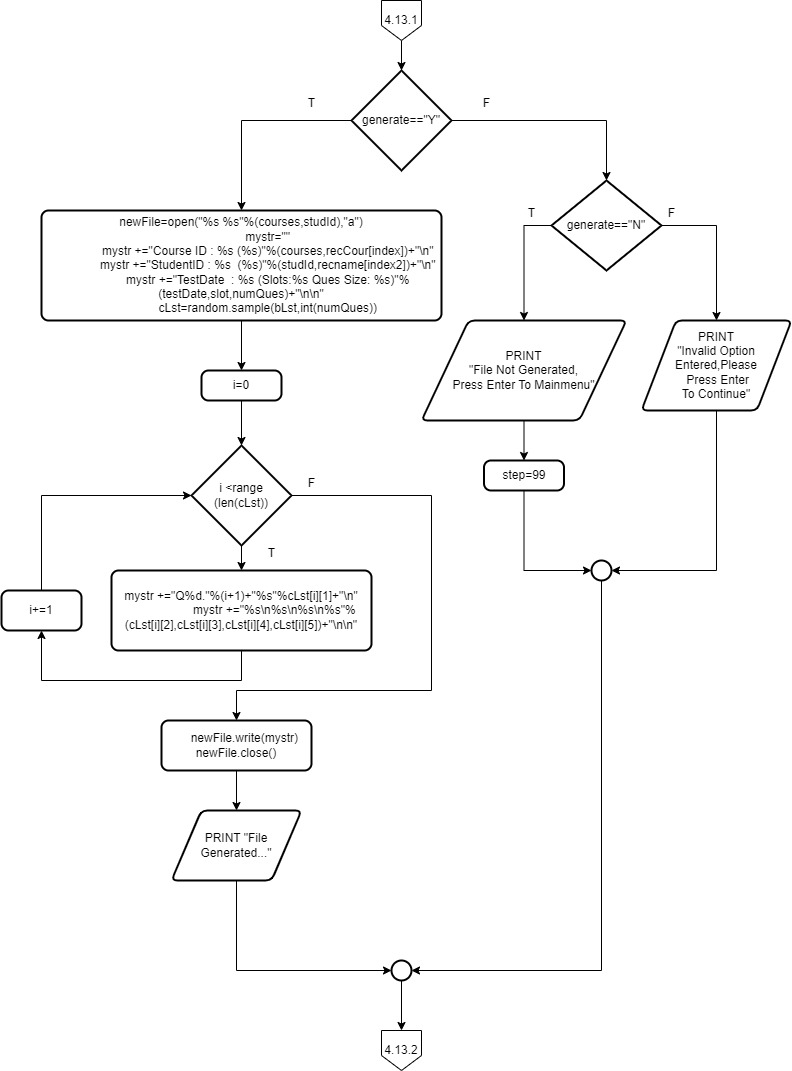 4.13.1
T
F
generate=="Y"
newFile=open("%s %s"%(courses,studId),"a")
mystr=""
mystr +="Course ID : %s (%s)"%(courses,recCour[index])+"\n"
mystr +="StudentID : %s  (%s)"%(studId,recname[index2])+"\n"
mystr +="TestDate  : %s (Slots:%s Ques Size: %s)"%
(testDate,slot,numQues)+"\n\n"
cLst=random.sample(bLst,int(numQues))
T
F
generate=="N"
PRINT
"File Not Generated,
Press Enter To Mainmenu"
PRINT
"Invalid Option
Entered,Please
Press Enter
To Continue"
i=0
step=99
i <range
(len(cLst))
F
T
mystr +="Q%d."%(i+1)+"%s"%cLst[i][1]+"\n"
mystr +="%s\n%s\n%s\n%s"%
(cLst[i][2],cLst[i][3],cLst[i][4],cLst[i][5])+"\n\n"
i+=1
newFile.write(mystr)
newFile.close()
PRINT "File
Generated..."
4.13.2